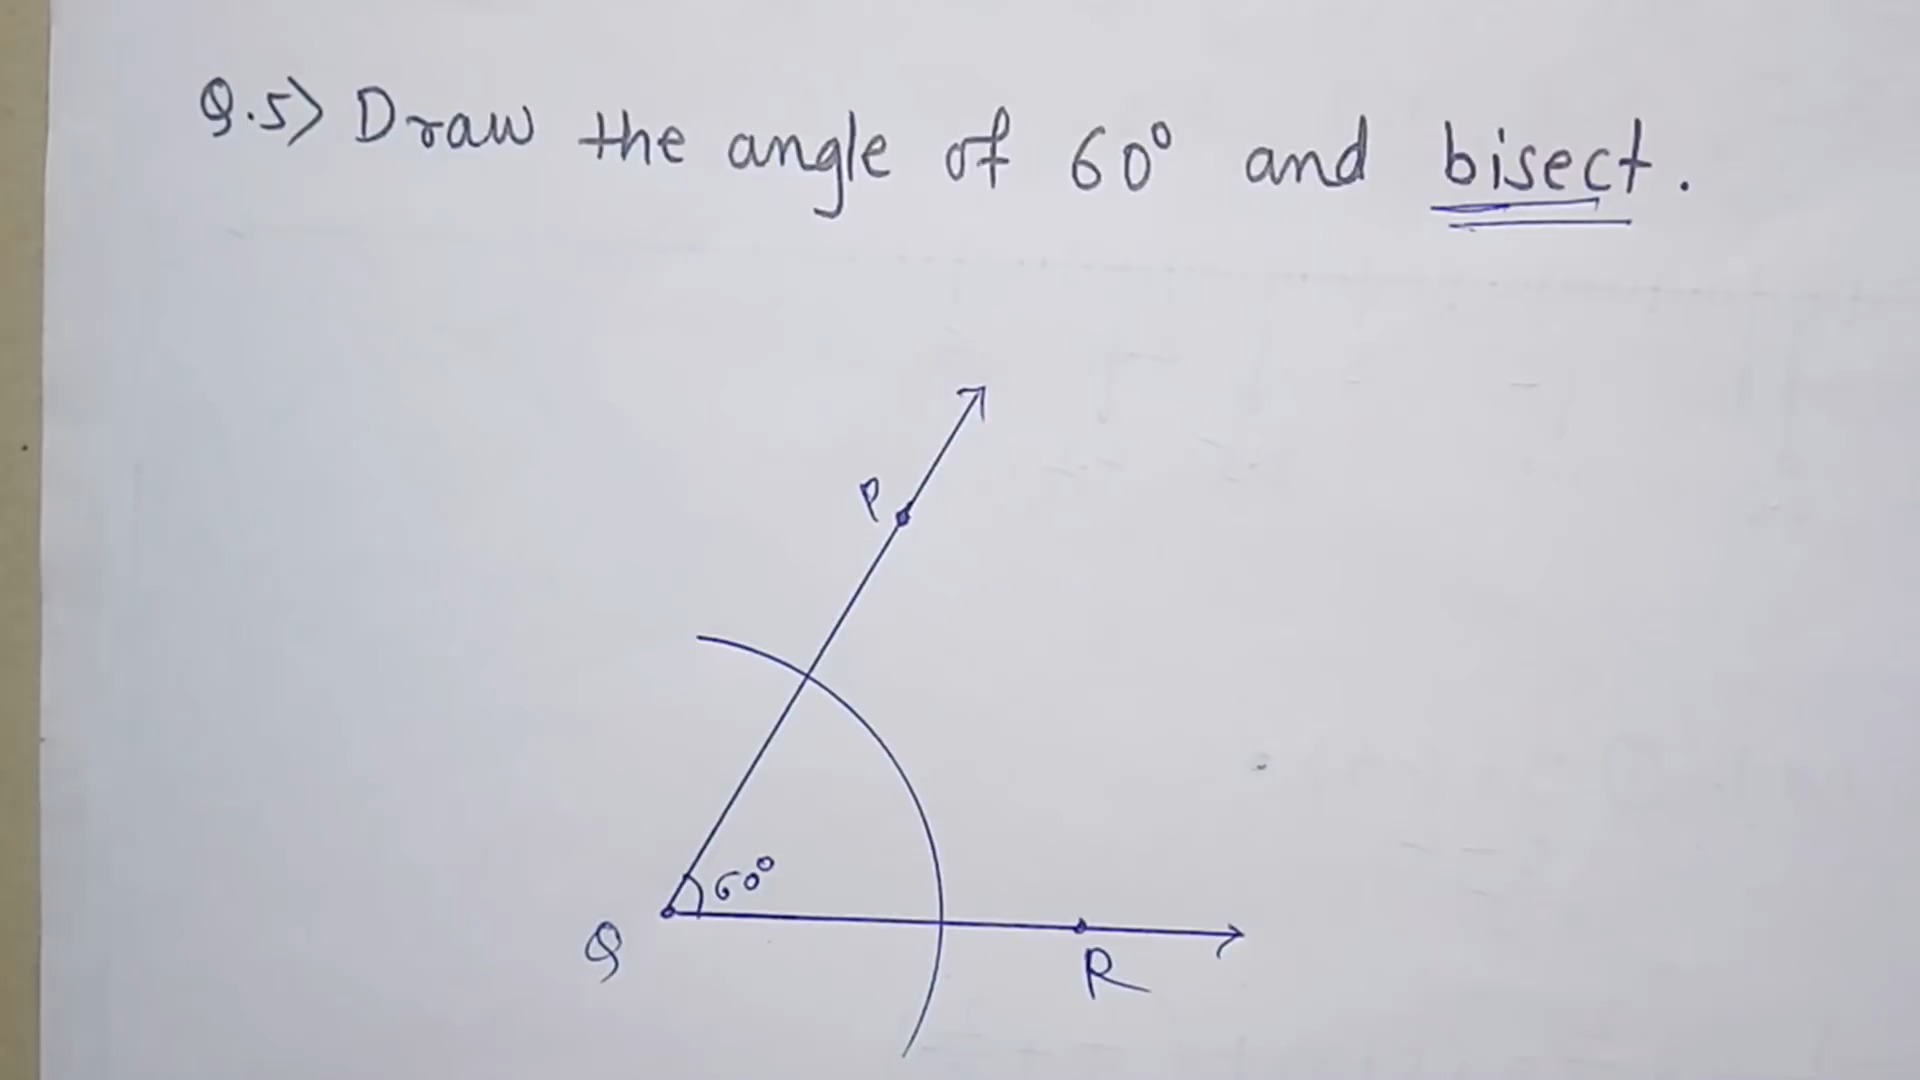 Q.5) Draw the angle of 60° and bisect.
P
60°
Q
R